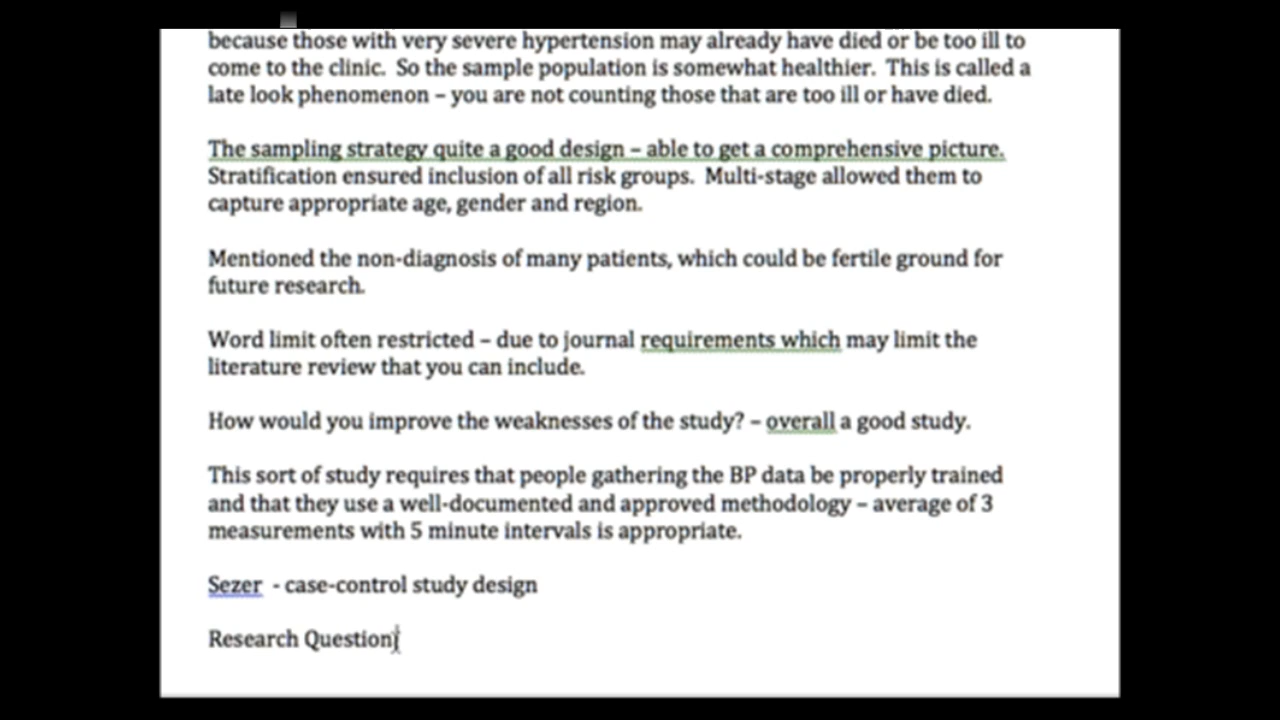 because those with very severe hypertension may already have died or be too ill to
come to the clinic.  So the sample population is somewhat healthier.  This is called a
late look phenomenon – you are not counting those that are too ill or have died.
The sampling strategy quite a good design – able to get a comprehensive picture.
Stratification ensured inclusion of all risk groups.  Multi-stage allowed them to
capture appropriate age, gender and region.
Mentioned the non-diagnosis of many patients, which could be fertile ground for
future research.
Word limit often restricted – due to journal requirements which may limit the
literature review that you can include.
How would you improve the weaknesses of the study? – overall a good study.
This sort of study requires that people gathering the BP data be properly trained
and that they use a well-documented and approved methodology – average of 3
measurements with 5 minute intervals is appropriate.
Sezer  - case-control study design
Research Question